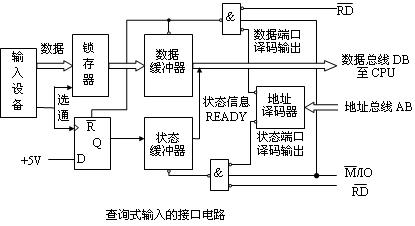 &
R̅D̅
数据
锁存器
数据端口
译码输出
数据
缓冲器
输入设备
数据总线 DB
至 CPU
选通
状态信息
READY
地址
译码器
地址总线 AB
R̅
Q
D
+5V
状态
缓冲器
状态端口
译码输出
&
M̅/IO
R̅D̅
查询式输入的接口电路